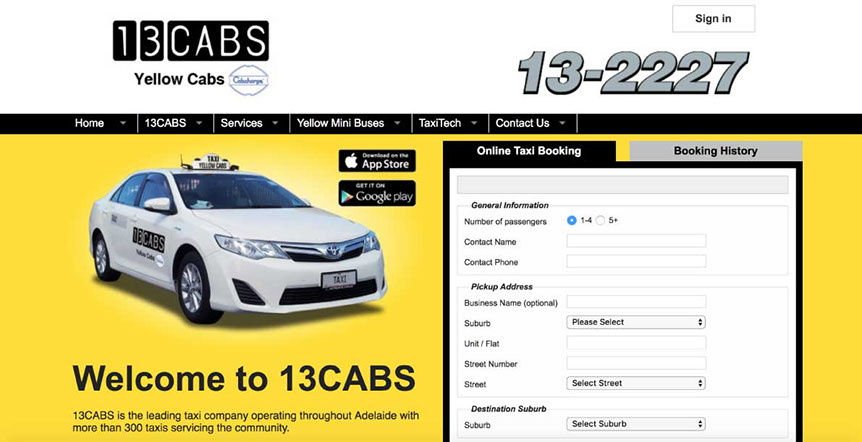 Sign in
13CABS
Yellow Cabs
Cabcharge
13-2227
Home 13CABS Services Yellow Mini Buses TaxiTech Contact Us
TAXI
YELLOW CABS
Download on the
App Store
GET IT ON
Google play
13CABS
Yellow Cabs
TAXI
Welcome to 13CABS
13CABS is the leading taxi company operating throughout Adelaide with
more than 300 taxis servicing the community.
Online Taxi Booking Booking History
General Information
Number of passengers 1-4 5+
Contact Name
Contact Phone
Pickup Address
Business Name (optional)
Suburb Please Select
Unit / Flat
Street Number
Street Select Street
Destination Suburb
Suburb Select Suburb